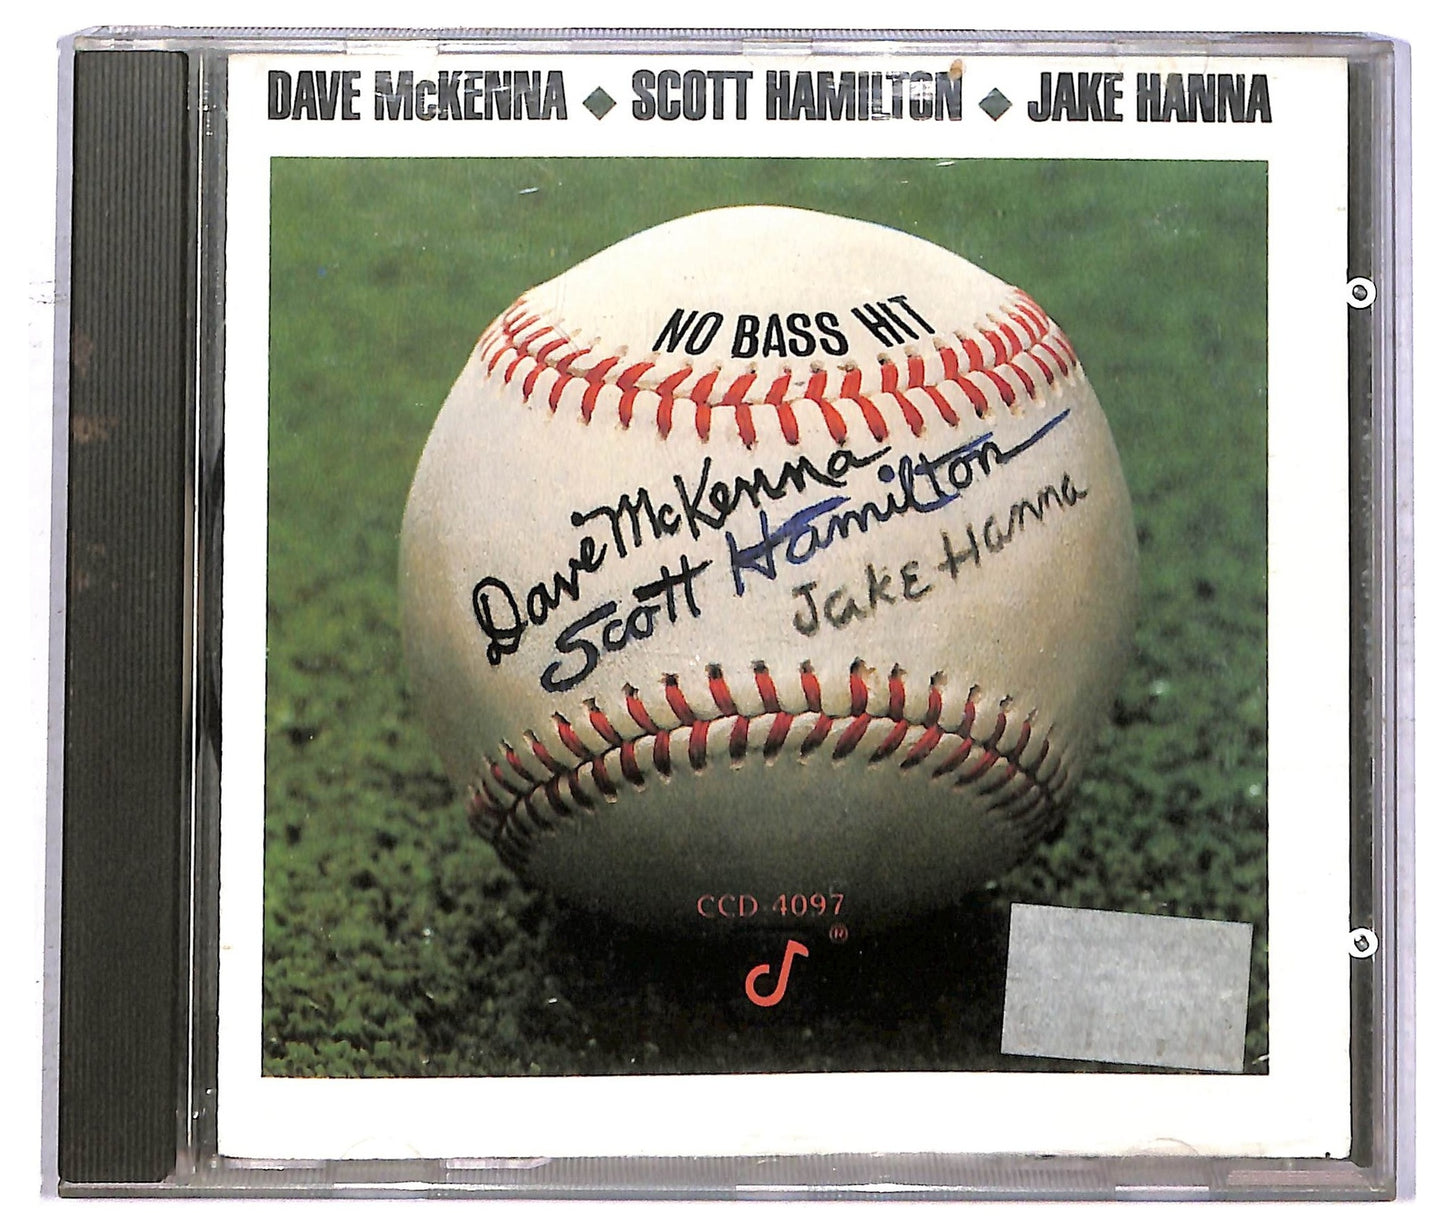 DAVE McKENNA ◆ SCOTT HAMILTON ◆ JAKE HANNA
NO BASS HIT
Dave McKenna
Scott Hamilton
Jake Hanna
CCD 4097
®